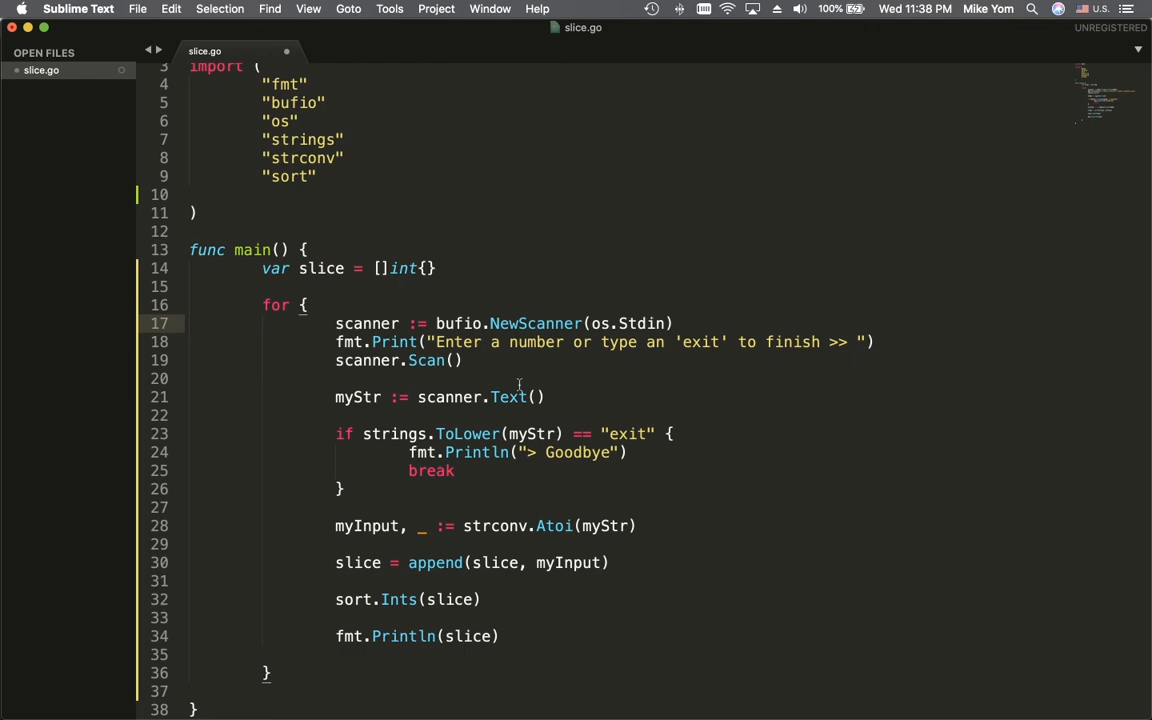 Sublime Text File Edit Selection Find View Goto Tools Project Window Help 100% Wed 11:38 PM Mike Yom U.S.
slice.go UNREGISTERED
OPEN FILES
slice.go
slice.go
3 import (
4 "fmt"
5 "bufio"
6 "os"
7 "strings"
8 "strconv"
9 "sort"
10
11 )
12
13 func main() {
14 var slice = []int{}
15
16 for {
17 scanner := bufio.NewScanner(os.Stdin)
18 fmt.Print("Enter a number or type an 'exit' to finish >> ")
19 scanner.Scan()
20
21 myStr := scanner.Text()
22
23 if strings.ToLower(myStr) == "exit" {
24 fmt.Println("> Goodbye")
25 break
26 }
27
28 myInput, _ := strconv.Atoi(myStr)
29
30 slice = append(slice, myInput)
31
32 sort.Ints(slice)
33
34 fmt.Println(slice)
35
36 }
37
38 }